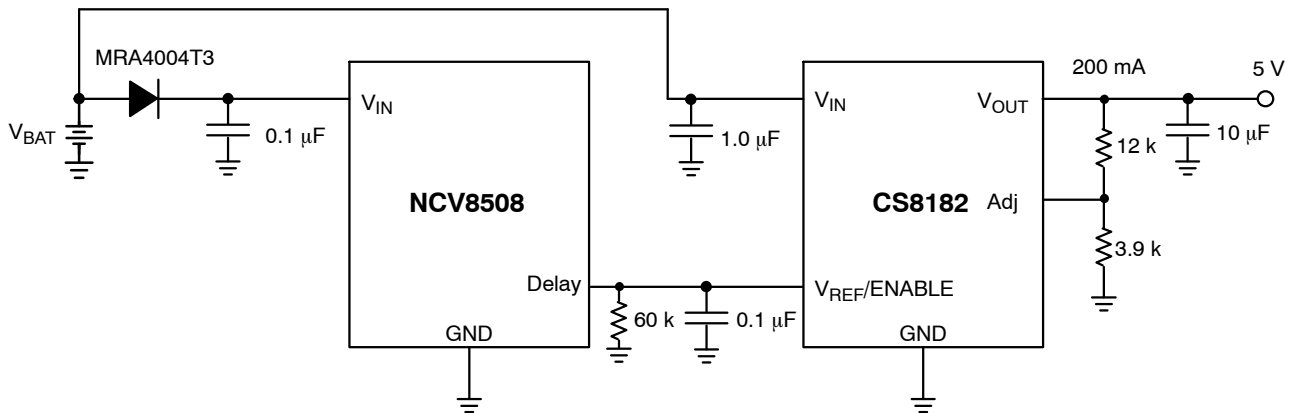 MRA4004T3
200 mA
5 V
V_IN
V_IN
V_OUT
V_BAT
0.1 μF
1.0 μF
12 k
10 μF
NCV8508
CS8182
Adj
3.9 k
Delay
V_REF/ENABLE
60 k
0.1 μF
GND
GND